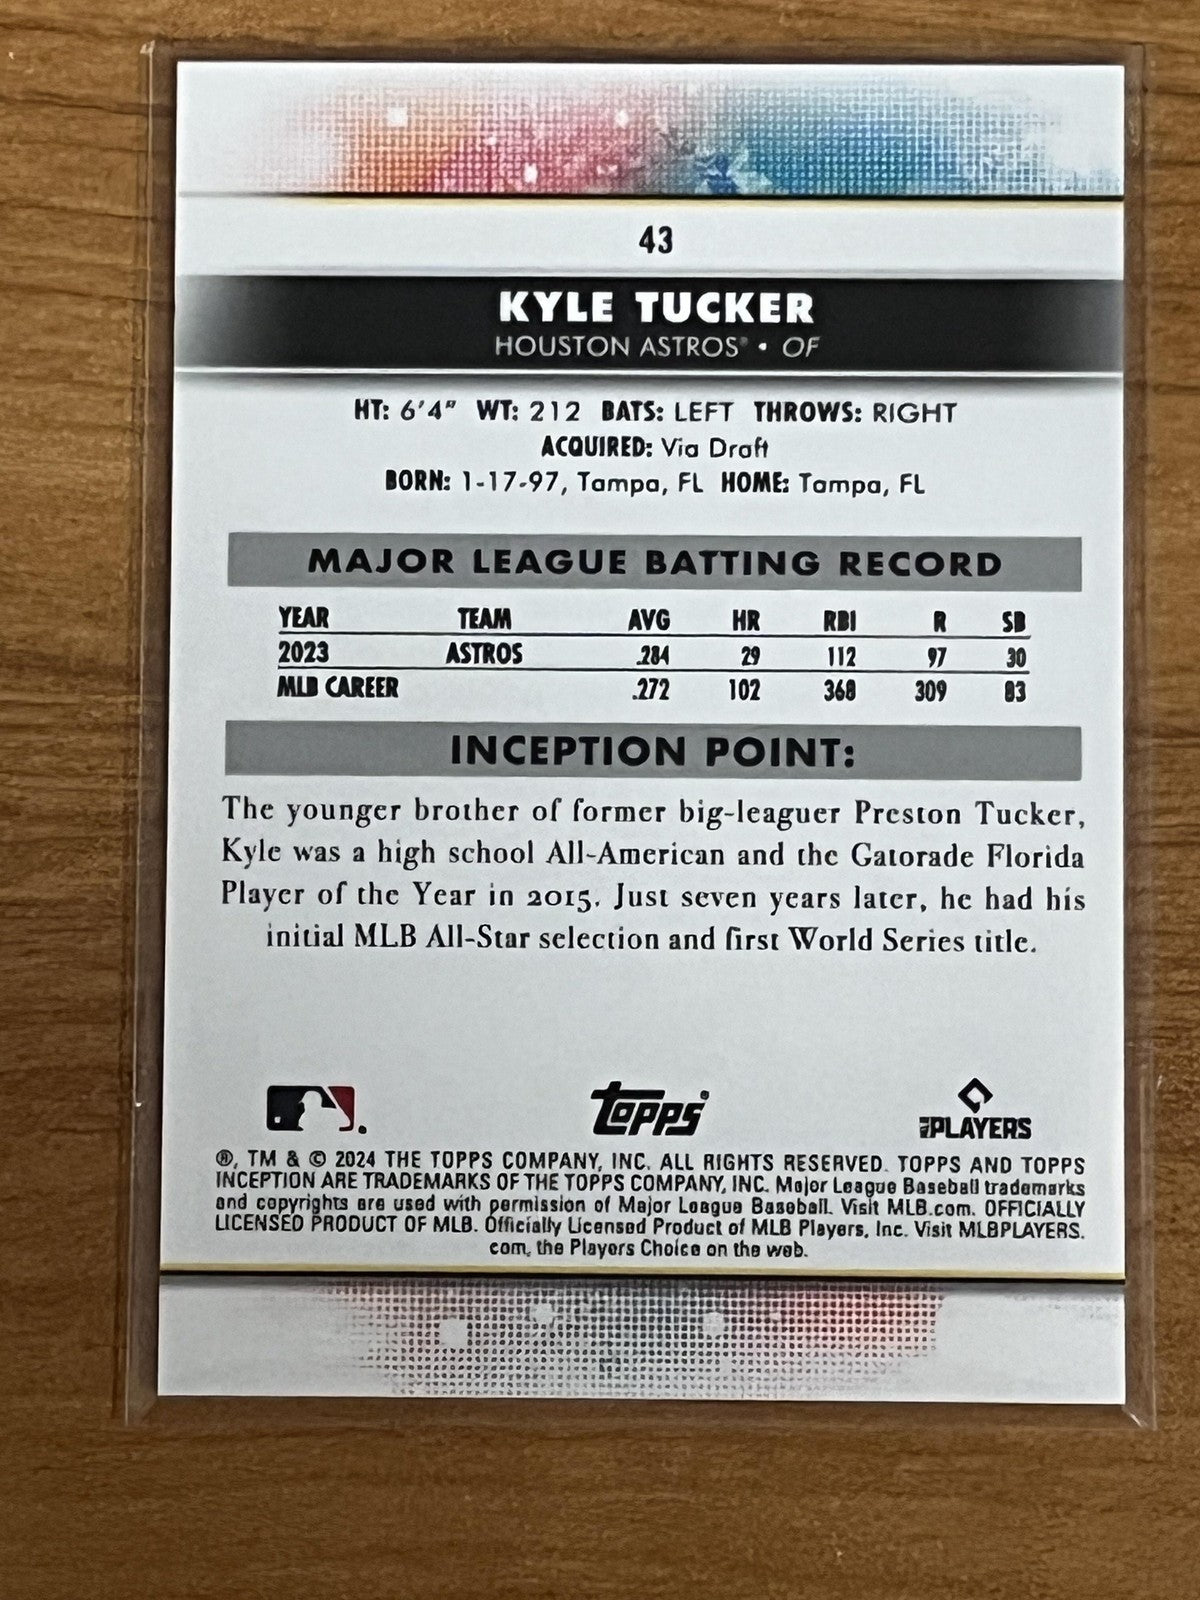 43
KYLE TUCKER
HOUSTON ASTROS® • OF
HT: 6'4" WT: 212 BATS: LEFT THROWS: RIGHT
ACQUIRED: Via Draft
BORN: 1-17-97, Tampa, FL HOME: Tampa, FL
MAJOR LEAGUE BATTING RECORD
YEAR TEAM AVG HR RBI R SB
2023 ASTROS .284 29 112 97 30
MLB CAREER .272 102 368 309 83
INCEPTION POINT:
The younger brother of former big-leaguer Preston Tucker,
Kyle was a high school All-American and the Gatorade Florida
Player of the Year in 2015. Just seven years later, he had his
initial MLB All-Star selection and first World Series title.
Topps
MLB PLAYERS
®, TM & © 2024 THE TOPPS COMPANY, INC. ALL RIGHTS RESERVED. TOPPS AND TOPPS
INCEPTION ARE TRADEMARKS OF THE TOPPS COMPANY, INC. Major League Baseball trademarks
and copyrights are used with permission of Major League Baseball. Visit MLB.com. OFFICIALLY
LICENSED PRODUCT OF MLB. Officially Licensed Product of MLB Players, Inc. Visit MLBPLAYERS.
com, the Players Choice on the web.